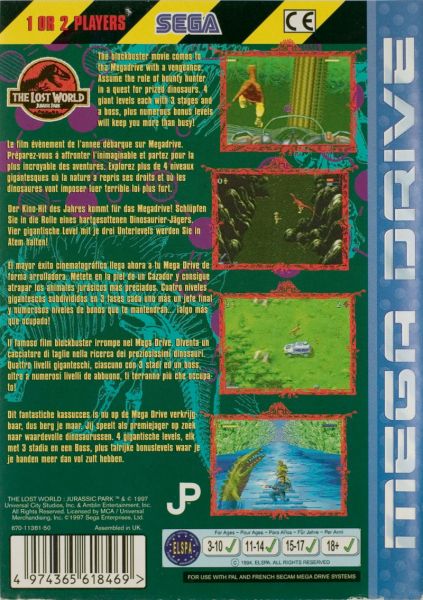 1 OR 2 PLAYERS
SEGA
CE
THE LOST WORLD
JURASSIC PARK
The blockbuster movie comes to
the Megadrive with a vengeance.
Assume the role of bounty hunter
in a quest for prized dinosaurs. 4
giant levels each with 3 stages and
a boss, plus numerous bonus levels
will keep you more than busy!
Le film évènement de l'année débarque sur Megadrive.
Préparez-vous à affronter l'inimaginable et partez pour la
plus incroyable des aventures. Explorez plus de 4 niveaux
gigantesques où la nature a repris ses droits et où les
dinosaures vont imposer leur terrible loi plus fort.
Der Kino-Hit des Jahres kommt für das Megadrive! Schlüpfen
Sie in die Rolle eines hartgesottenen Dinosaurier-Jägers.
Vier gigantische Level mit je drei Unterlevels werden Sie in
Atem halten!
El mayor éxito cinematográfico llega ahora a tu Mega Drive de
forma arrolladora. Métete en la piel de un Cazador y consigue
atrapar los animales jurásicos más preciados. Cuatro niveles
gigantescos subdivididos en 3 fases cada uno más un jefe final
y numerosos niveles de bonos que te mantendrán... ¡algo más
que ocupado!
Il famoso film blockbuster irrompe nel Mega Drive. Diventa un
cacciatore di taglie nella ricerca dei preziosissimi dinosauri.
Quattro livelli giganteschi, ciascuno con 3 stadi ed un boss,
oltre a numerosi livelli di abbuono, ti terranno più che occupa-
to!
Dit fantastische kassucces is nu op de Mega Drive verkrijg-
baar, dus berg je maar. Jij speelt als premiejager op zoek
naar waardevolle dinosaurussen. 4 gigantische levels, elk
met 3 stadia en een Boss, plus talrijke bonuslevels waar je
je handen meer dan vol zult hebben.
MEGA DRIVE
THE LOST WORLD : JURASSIC PARK ™ & © 1997
Universal City Studios, Inc. & Amblin Entertainment, Inc.
All Rights Reserved. Licensed by MCA / Universal
Merchandising, Inc. ©1997 Sega Enterprises, Ltd.
670-11381-50 Assembled in UK.
JP
4 974365 618469 >
For Ages - Pour Ages - Para Años - Für Jahre - Per Anni
ELSPA
3-10 11-14 15-17 18+
© 1994, ELSPA. ALL RIGHTS RESERVED
FOR USE WITH PAL AND FRENCH SECAM MEGA DRIVE SYSTEMS